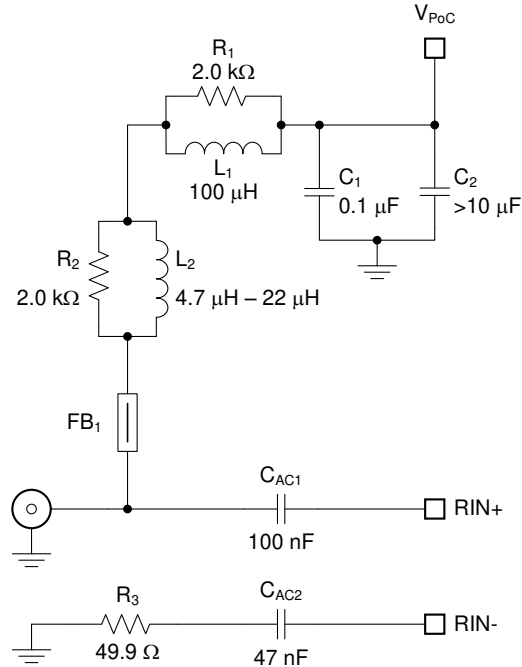 V_PoC
R1
2.0 kΩ
L1
100 μH
C1
0.1 μF
C2
>10 μF
R2
2.0 kΩ
L2
4.7 μH – 22 μH
FB1
CAC1
100 nF
RIN+
R3
49.9 Ω
CAC2
47 nF
RIN-